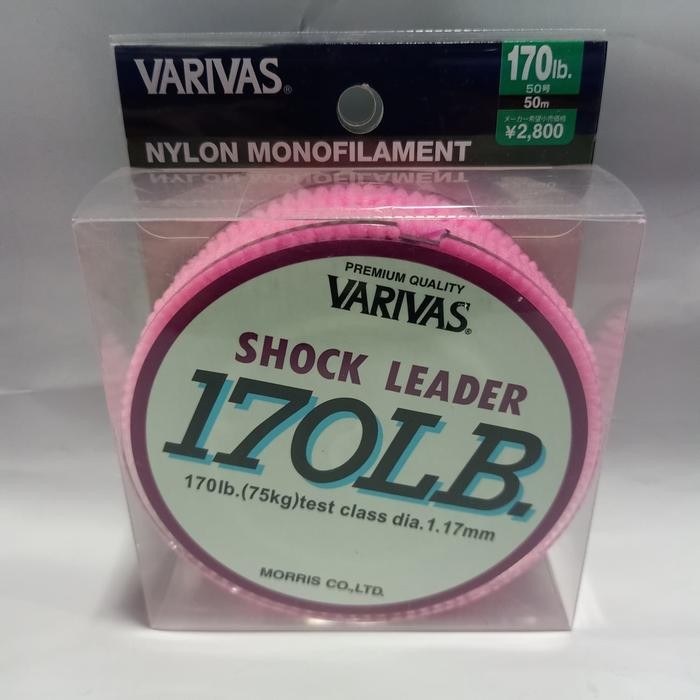 VARIVAS®
170lb.
50号
50m
メーカー希望小売価格
¥2,800
NYLON MONOFILAMENT
PREMIUM QUALITY
VARIVAS®
SHOCK LEADER
170LB.
170lb.(75kg)test class dia.1.17mm
MORRIS CO.,LTD.